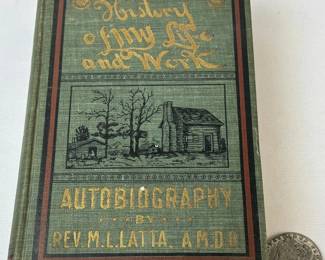 History
of My Life
and Work
AUTOBIOGRAPHY
BY
REV. M.L. LATTA, A.M.D.D.